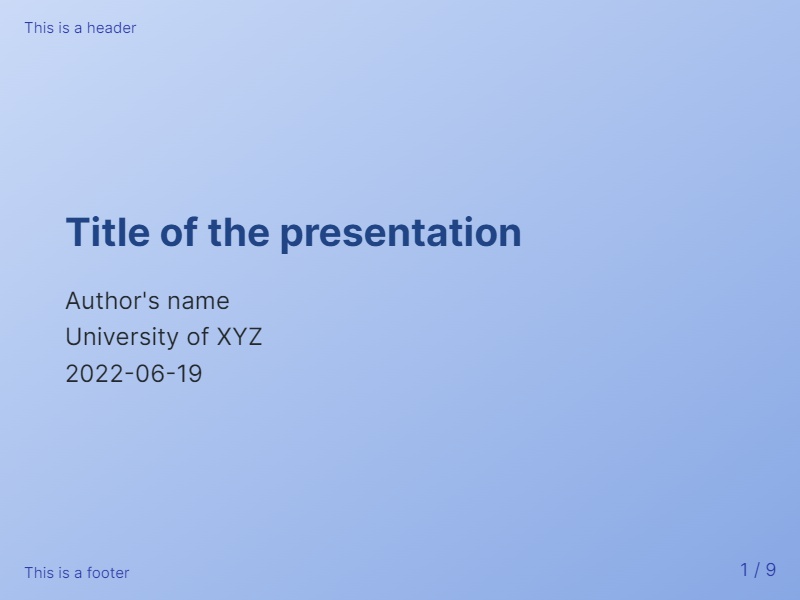 This is a header
Title of the presentation
Author's name
University of XYZ
2022-06-19
This is a footer
1 / 9